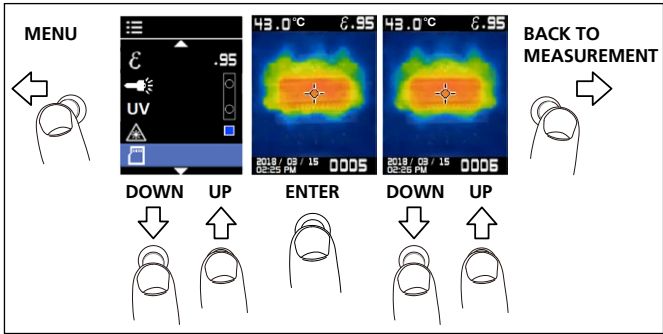 MENU
ε .95
UV
43.0°C ε.95
2018 / 03 / 15
02:25 PM 0005
43.0°C ε.95
2018 / 03 / 15
02:26 PM 0006
BACK TO
MEASUREMENT
DOWN UP ENTER DOWN UP